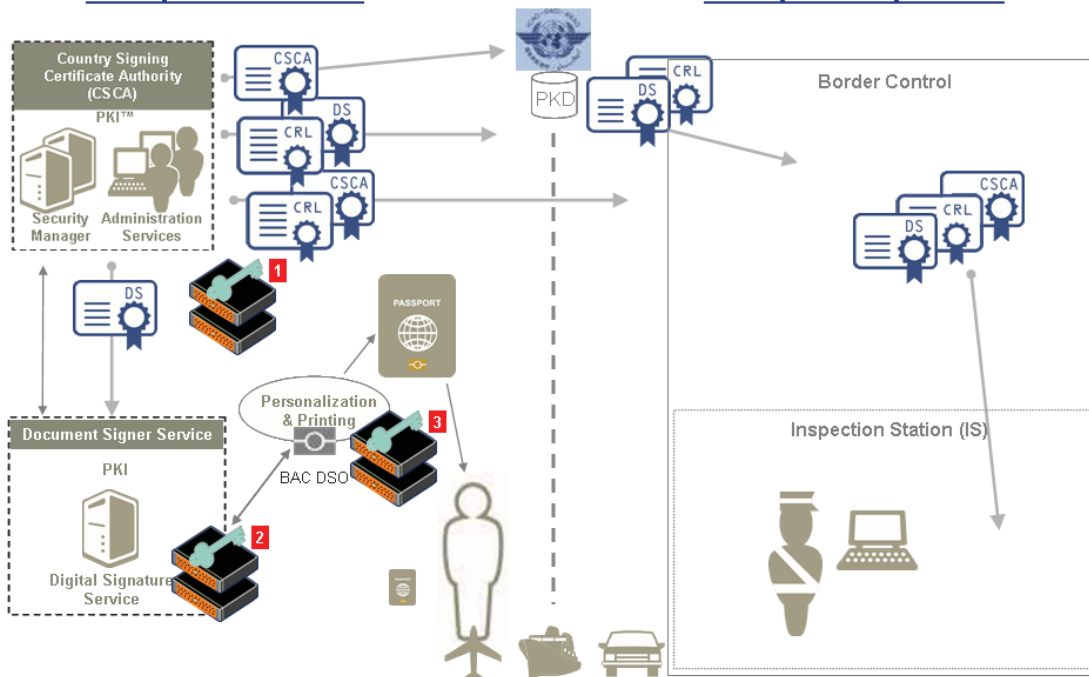 Country Signing
Certificate Authority
(CSCA)
PKI™
Security
Manager
Administration
Services
CSCA
DS
CRL
CSCA
CRL
PKD
CRL
DS
Border Control
CSCA
CRL
DS
DS
1
PASSPORT
Personalization
& Printing
3
BAC DSO
Document Signer Service
PKI
Digital Signature
Service
2
PASSPORT
Inspection Station (IS)